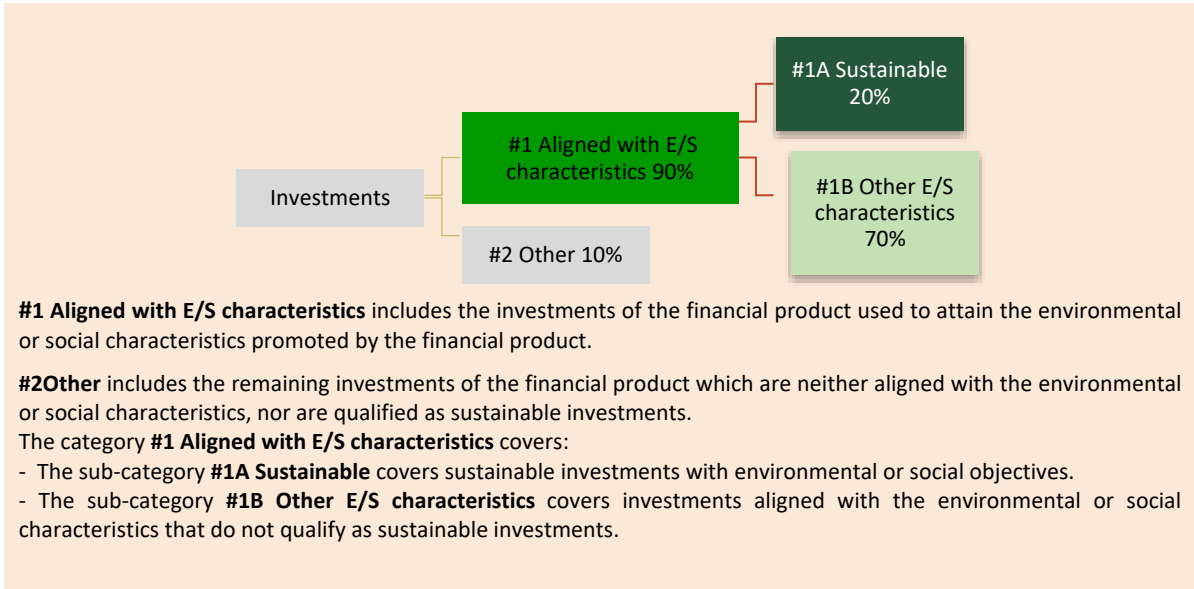 #1A Sustainable
20%
#1 Aligned with E/S
characteristics 90%
#1B Other E/S
characteristics
70%
Investments
#2 Other 10%
#1 Aligned with E/S characteristics includes the investments of the financial product used to attain the environmental
or social characteristics promoted by the financial product.
#2Other includes the remaining investments of the financial product which are neither aligned with the environmental
or social characteristics, nor are qualified as sustainable investments.
The category #1 Aligned with E/S characteristics covers:
- The sub-category #1A Sustainable covers sustainable investments with environmental or social objectives.
- The sub-category #1B Other E/S characteristics covers investments aligned with the environmental or social
characteristics that do not qualify as sustainable investments.